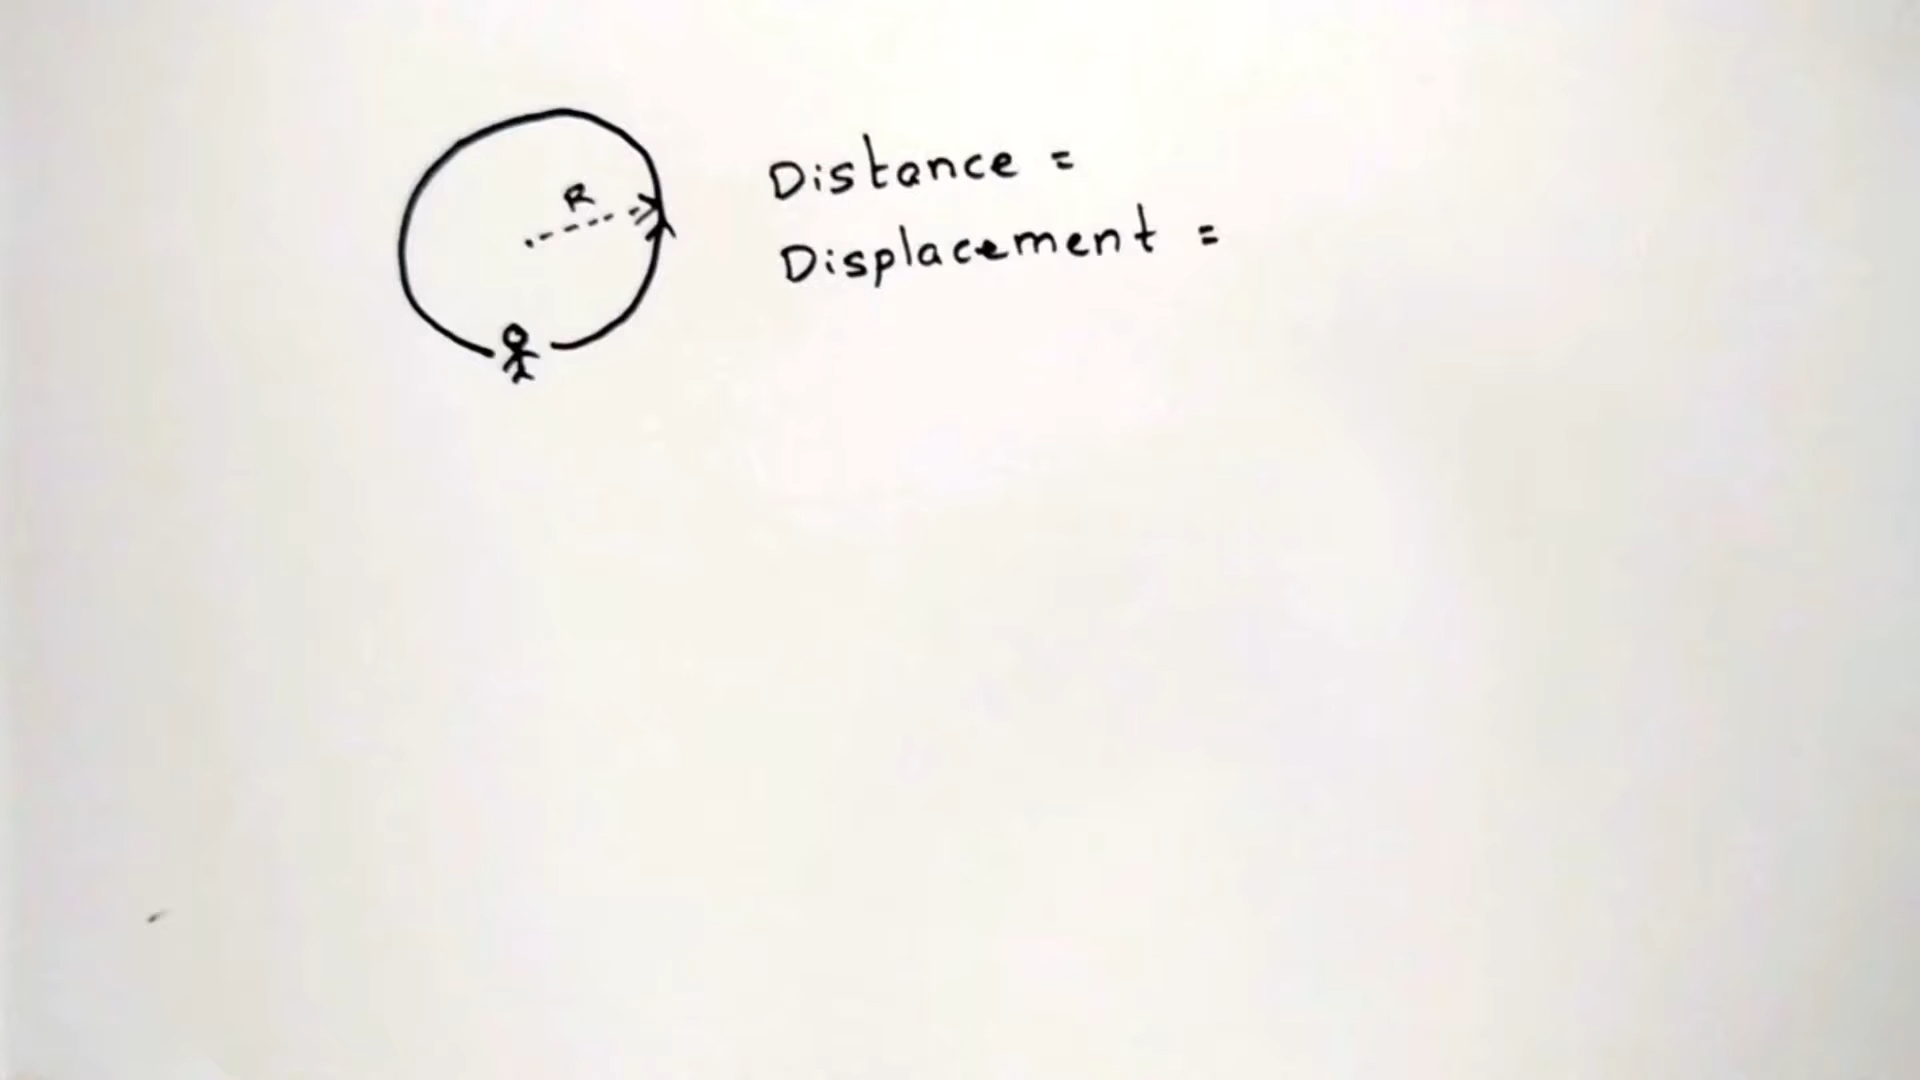 R
Distance =
Displacement =